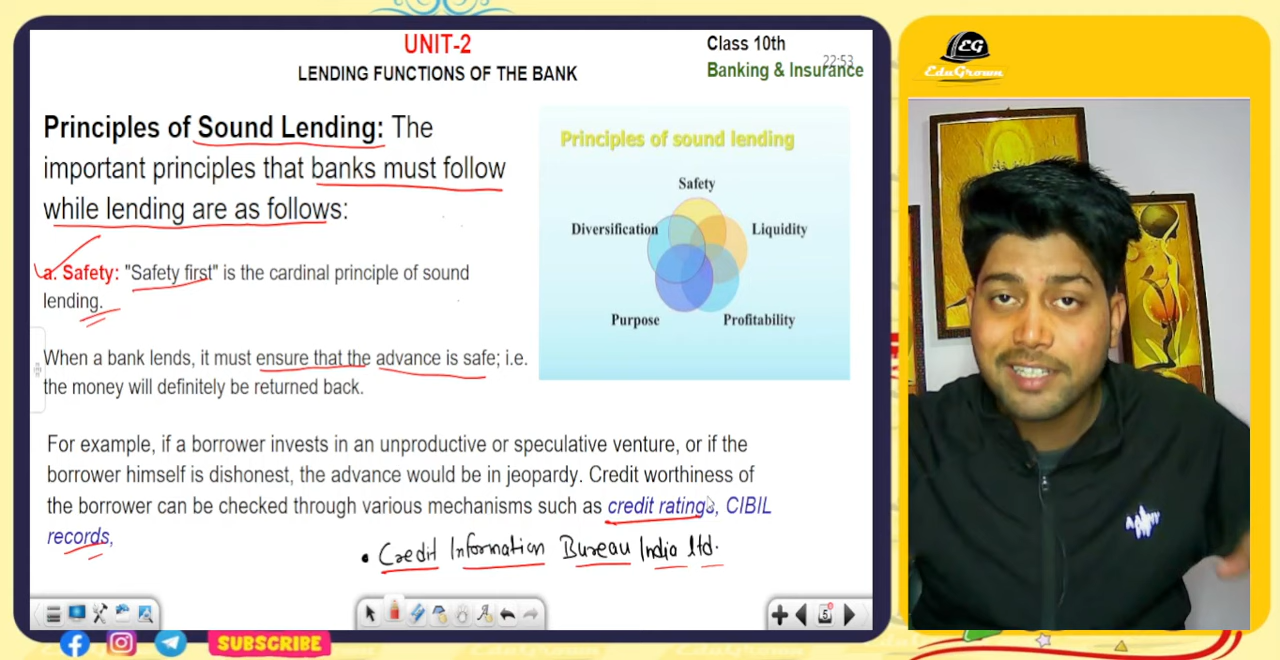 UNIT-2
LENDING FUNCTIONS OF THE BANK
Class 10th
22:53
Banking & Insurance
Principles of Sound Lending: The
important principles that banks must follow
while lending are as follows:
a. Safety: "Safety first" is the cardinal principle of sound
lending.
When a bank lends, it must ensure that the advance is safe; i.e.
the money will definitely be returned back.
Principles of sound lending
Safety
Diversification
Liquidity
Purpose
Profitability
For example, if a borrower invests in an unproductive or speculative venture, or if the
borrower himself is dishonest, the advance would be in jeopardy. Credit worthiness of
the borrower can be checked through various mechanisms such as credit ratings, CIBIL
records,
• Credit Information Bureau India ltd.
5
SUBSCRIBE
EG
EduGrown